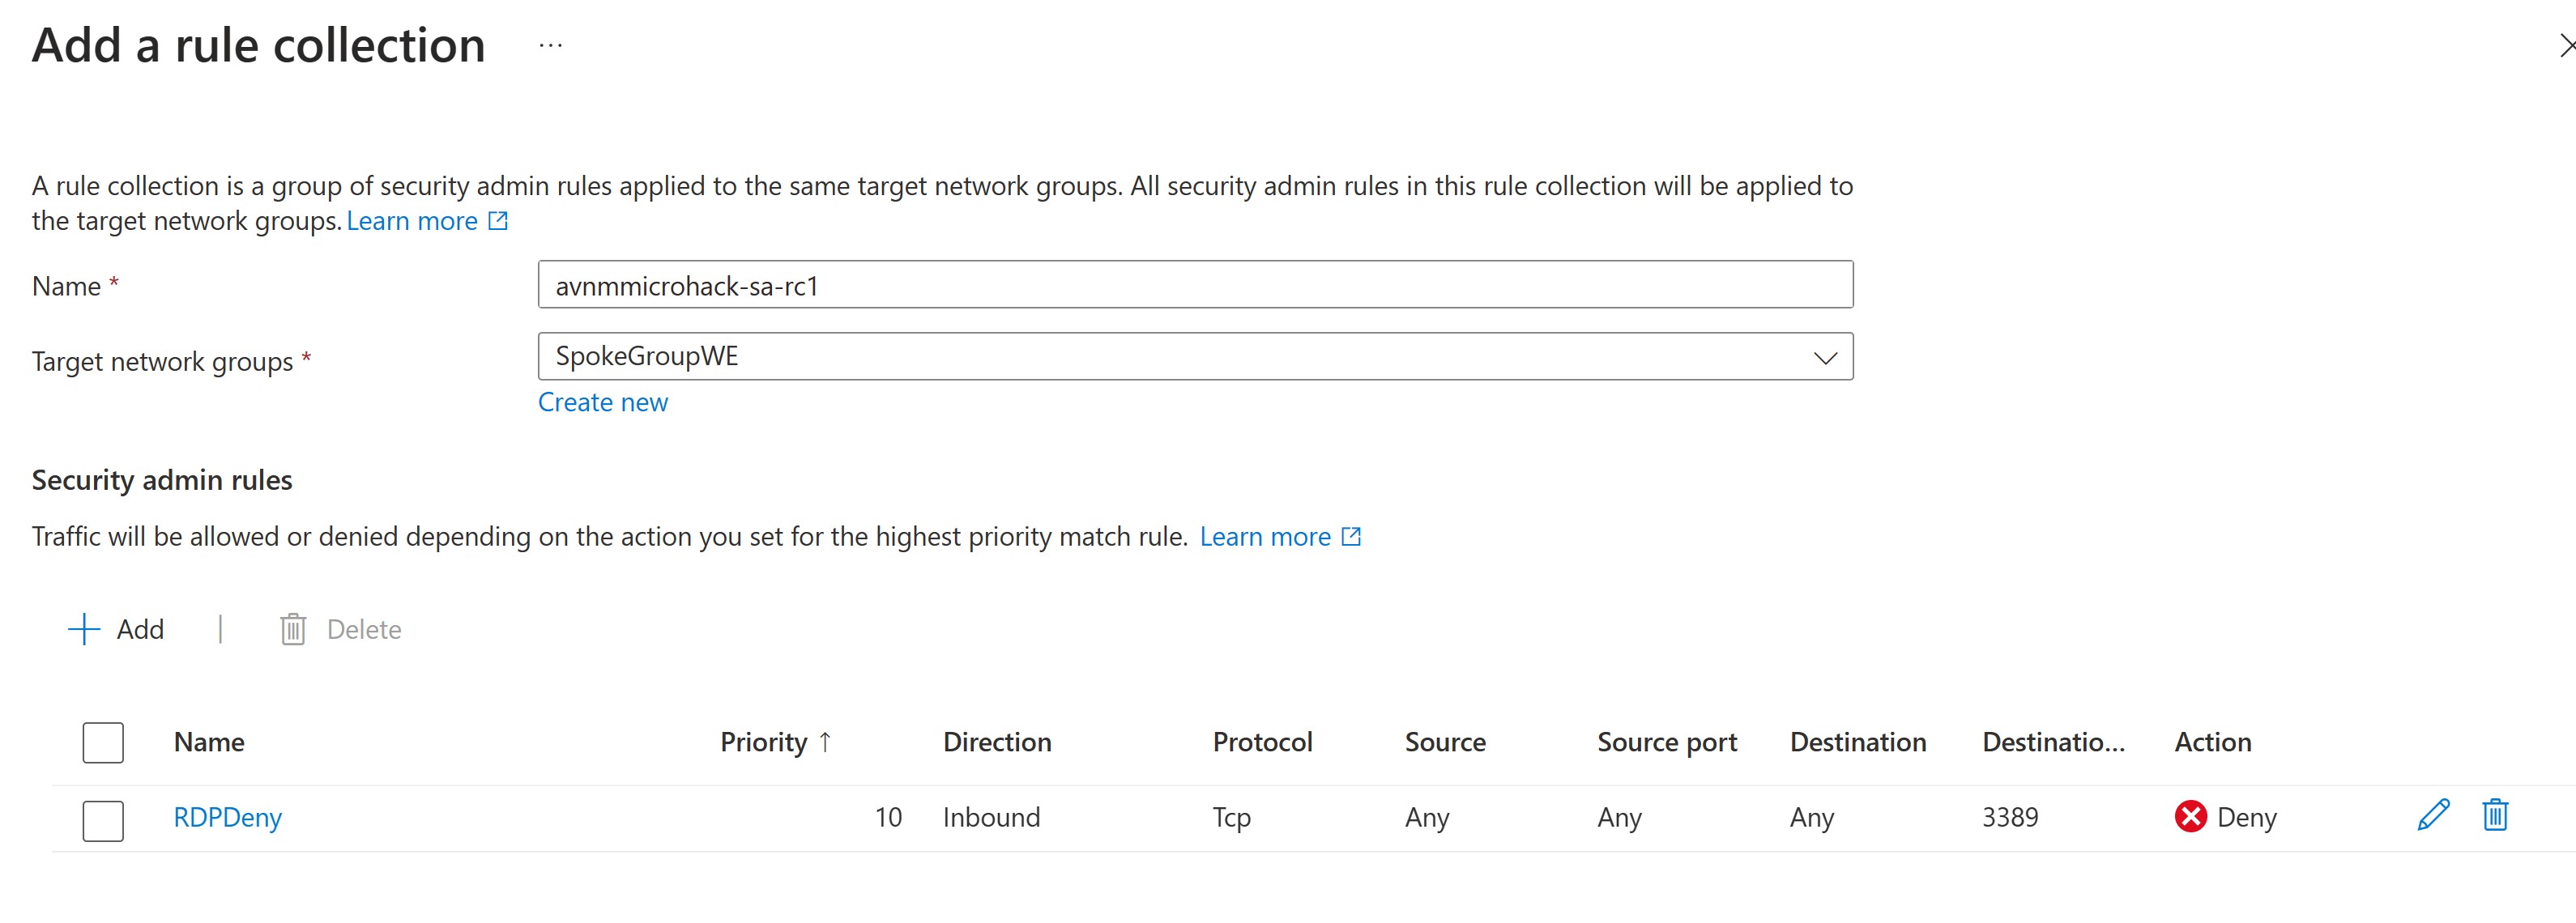 Add a rule collection ...
A rule collection is a group of security admin rules applied to the same target network groups. All security admin rules in this rule collection will be applied to
the target network groups. Learn more
Name * avnmmicrohack-sa-rc1
Target network groups * SpokeGroupWE
Create new
Security admin rules
Traffic will be allowed or denied depending on the action you set for the highest priority match rule. Learn more
Add | Delete
Name Priority ↑ Direction Protocol Source Source port Destination Destinatio... Action
RDPDeny 10 Inbound Tcp Any Any Any 3389 Deny